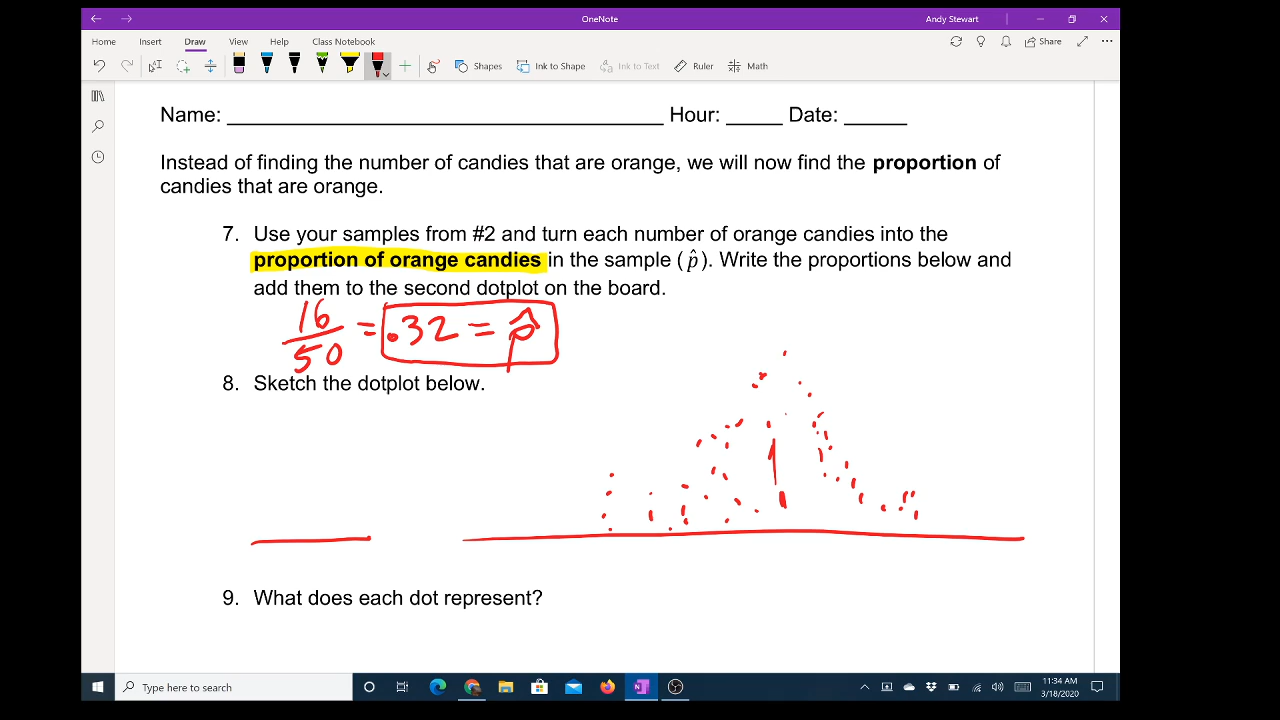 OneNote
Andy Stewart
Home Insert Draw View Help Class Notebook
Share
Shapes Ink to Shape Ink to Text Ruler Math
Name: ______ Hour: _____ Date: ______
Instead of finding the number of candies that are orange, we will now find the proportion of
candies that are orange.
7. Use your samples from #2 and turn each number of orange candies into the
proportion of orange candies in the sample (p̂). Write the proportions below and
add them to the second dotplot on the board.
16/50 = .32 = p̂
8. Sketch the dotplot below.
9. What does each dot represent?
Type here to search
11:34 AM
3/18/2020